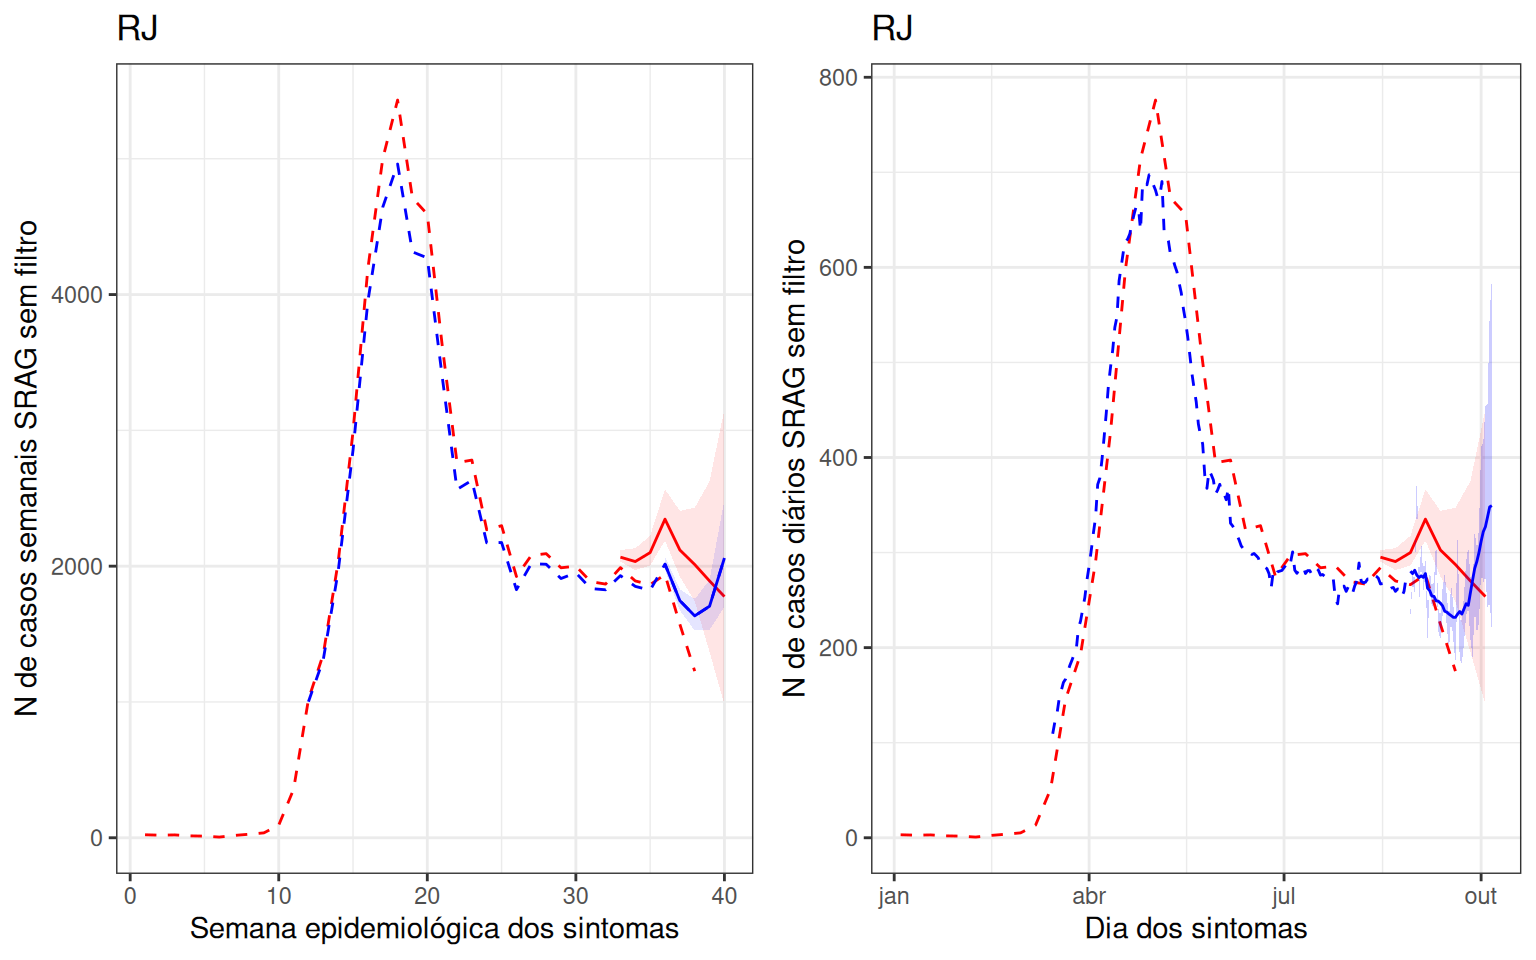 RJ
N de casos semanais SRAG sem filtro
4000
2000
0
0 10 20 30 40
Semana epidemiológica dos sintomas
RJ
N de casos diários SRAG sem filtro
800
600
400
200
0
jan abr jul out
Dia dos sintomas